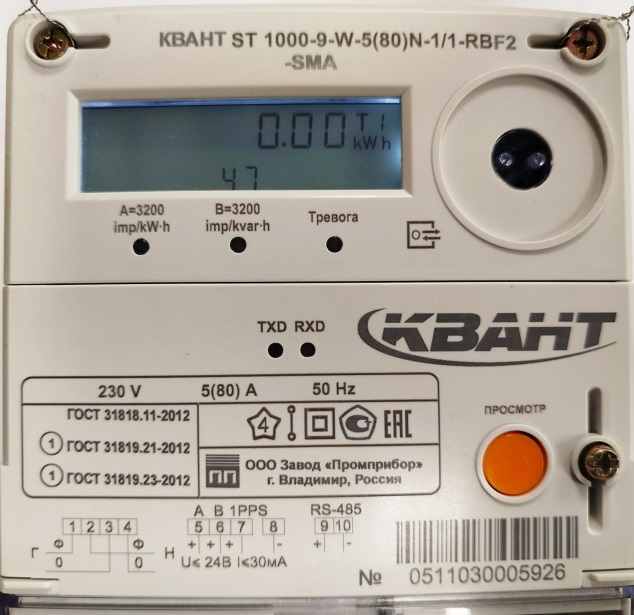 КВАНТ ST 1000-9-W-5(80)N-1/1-RBF2
-SMA
0.00 T1
kWh
47
A=3200
imp/kW·h
B=3200
imp/kvar·h
Тревога
TXD RXD
КВАНТ
230 V 5(80) A 50 Hz
ГОСТ 31818.11-2012
1 ГОСТ 31819.21-2012
1 ГОСТ 31819.23-2012
4 ЕАС
ООО Завод «Промприбор»
г. Владимир, Россия
ПРОСМОТР
A B 1PPS
RS-485
1 2 3 4
5 6 7 8
9 10
Г Ф 0 Ф 0 Н
+ + + -
+ -
U≤ 24В I≤30мА
№ 0511030005926